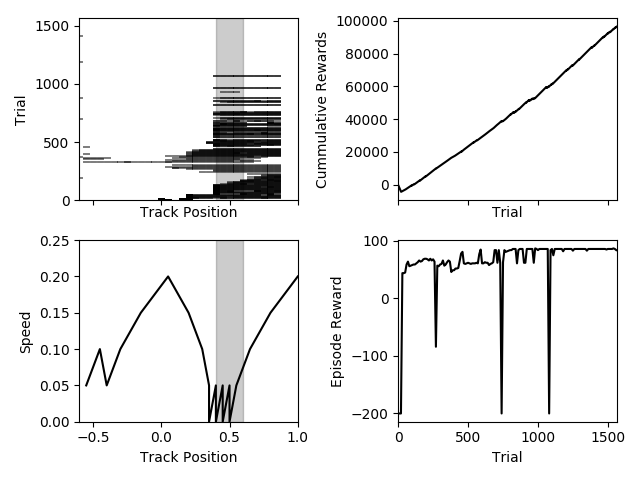 1500
1000
500
0
Trial
Track Position
100000
80000
60000
40000
20000
0
Cummulative Rewards
Trial
0.25
0.20
0.15
0.10
0.05
0.00
Speed
−0.5 0.0 0.5 1.0
Track Position
100
0
−100
−200
Episode Reward
0 500 1000 1500
Trial